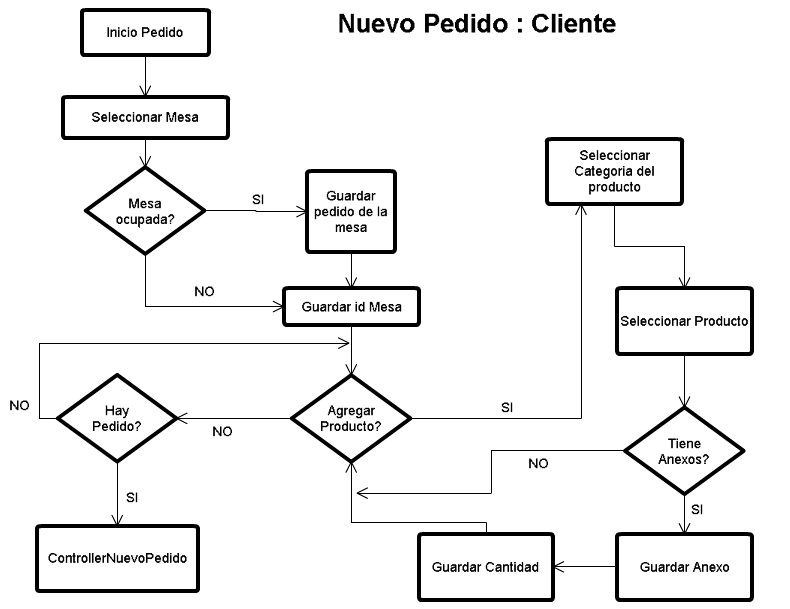 Nuevo Pedido : Cliente
Inicio Pedido
Seleccionar Mesa
Mesa
ocupada?
SI
Guardar
pedido de la
mesa
NO
Guardar id Mesa
Seleccionar
Categoria del
producto
Seleccionar Producto
NO
Hay
Pedido?
NO
Agregar
Producto?
SI
Tiene
Anexos?
NO
SI
SI
ControllerNuevoPedido
Guardar Cantidad
Guardar Anexo